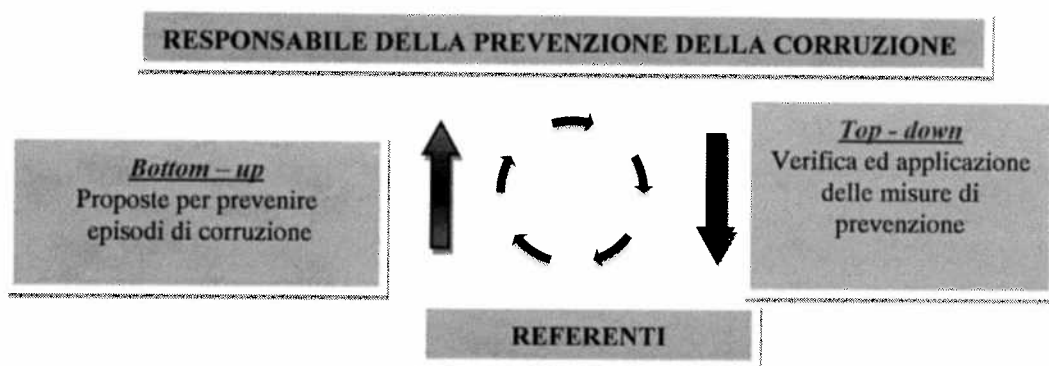 RESPONSABILE DELLA PREVENZIONE DELLA CORRUZIONE
Bottom – up
Proposte per prevenire
episodi di corruzione
Top - down
Verifica ed applicazione
delle misure di
prevenzione
REFERENTI